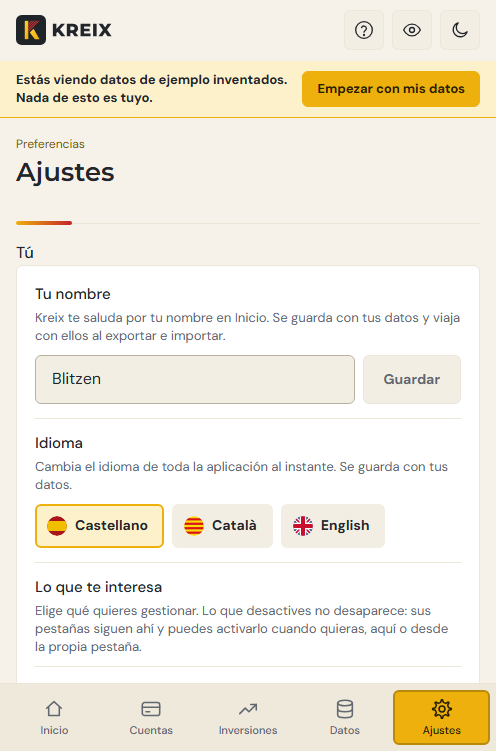 KREIX
Estás viendo datos de ejemplo inventados.
Nada de esto es tuyo.
Empezar con mis datos
Preferencias
Ajustes
Tú
Tu nombre
Kreix te saluda por tu nombre en Inicio. Se guarda con tus datos y viaja
con ellos al exportar e importar.
Blitzen
Guardar
Idioma
Cambia el idioma de toda la aplicación al instante. Se guarda con tus
datos.
Castellano
Català
English
Lo que te interesa
Elige qué quieres gestionar. Lo que desactives no desaparece: sus
pestañas siguen ahí y puedes activarlo cuando quieras, aquí o desde
la propia pestaña.
Inicio
Cuentas
Inversiones
Datos
Ajustes